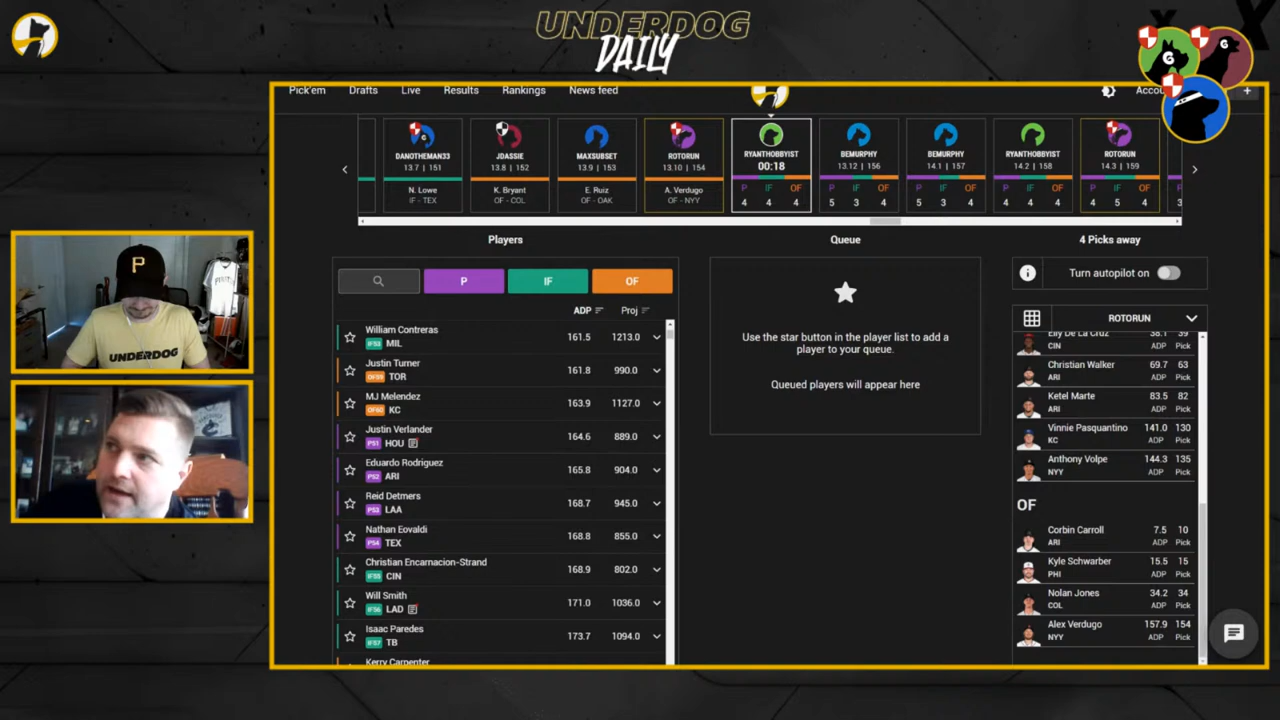 UNDERDOG
DAILY
Pick'em Drafts Live Results Rankings News feed
DANOTHEMAN33
13.7 | 151
N. Lowe
IF - TEX
JDASSIE
13.8 | 152
K. Bryant
OF - COL
MAXSUBSET
13.9 | 153
E. Ruiz
OF - OAK
ROTORUN
13.10 | 154
A. Verdugo
OF - NYY
RYANTHOBBYIST
00:18
P IF OF
4 4 4
BEMURPHY
13.12 | 156
P IF OF
5 3 4
BEMURPHY
14.1 | 157
P IF OF
5 3 4
RYANTHOBBYIST
14.2 | 158
P IF OF
4 4 4
ROTORUN
14.3 | 159
P IF OF
4 5 4
Players
P IF OF
ADP Proj
William Contreras
IF53 MIL 161.5 1213.0
Justin Turner
OF59 TOR 161.8 990.0
MJ Melendez
OF60 KC 163.9 1127.0
Justin Verlander
P51 HOU 164.6 889.0
Eduardo Rodriguez
P52 ARI 165.8 904.0
Reid Detmers
P53 LAA 168.7 945.0
Nathan Eovaldi
P54 TEX 168.8 855.0
Christian Encarnacion-Strand
IF55 CIN 168.9 802.0
Will Smith
IF56 LAD 171.0 1036.0
Isaac Paredes
IF57 TB 173.7 1094.0
Kerry Carpenter
Queue
Use the star button in the player list to add a
player to your queue.
Queued players will appear here
4 Picks away
Turn autopilot on
ROTORUN
Elly De La Cruz 38.1 39
CIN ADP Pick
Christian Walker 69.7 63
ARI ADP Pick
Ketel Marte 83.5 82
ARI ADP Pick
Vinnie Pasquantino 141.0 130
KC ADP Pick
Anthony Volpe 144.3 135
NYY ADP Pick
OF
Corbin Carroll 7.5 10
ARI ADP Pick
Kyle Schwarber 15.5 15
PHI ADP Pick
Nolan Jones 34.2 34
COL ADP Pick
Alex Verdugo 157.9 154
NYY ADP Pick
P
UNDERDOG